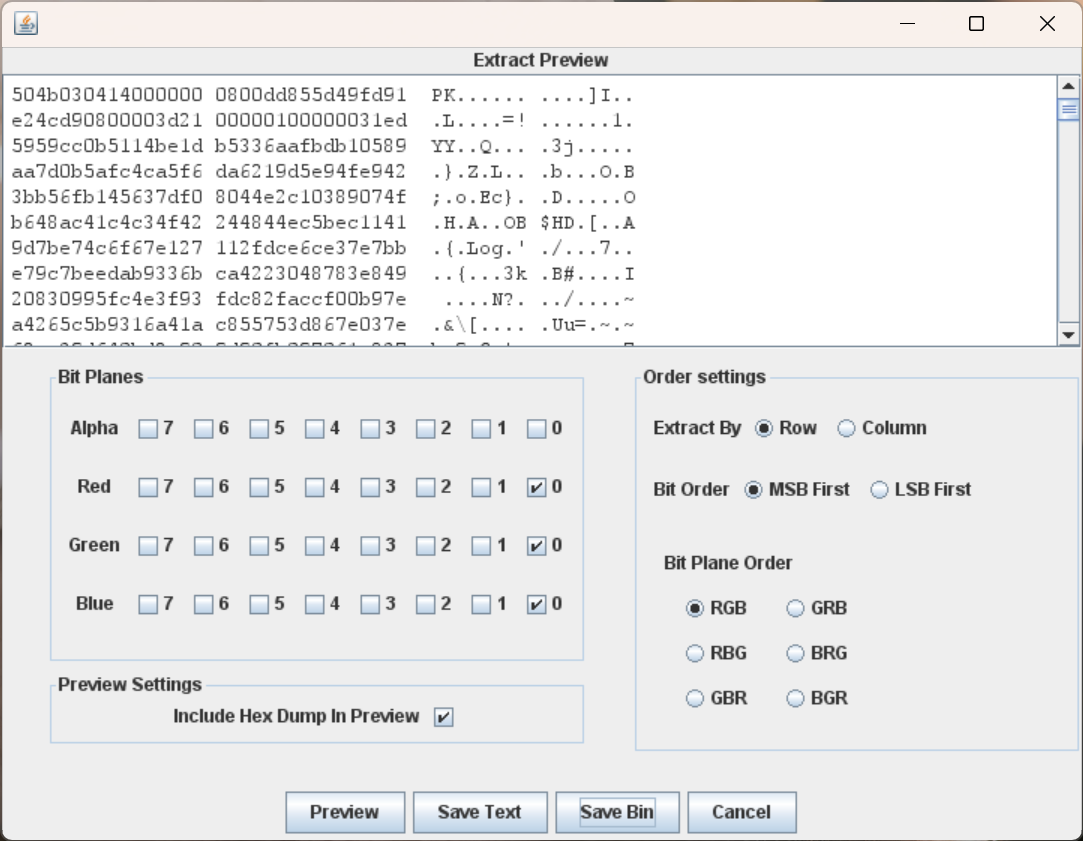 Extract Preview
504b030414000000 0800dd855d49fd91 PK...... ....]I..
e24cd90800003d21 00000100000031ed .L....=! ......1.
5959cc0b5114be1d b5336aafbdb10589 YY..Q... .3j.....
aa7d0b5afc4ca5f6 da6219d5e94fe942 .}.Z.L.. .b...O.B
3bb56fb145637df0 8044e2c10389074f ;.o.Ec}. .D.....O
b648ac41c4c34f42 244844ec5bec1141 .H.A..OB $HD.[..A
9d7be74c6f67e127 112fdce6ce37e7bb .{.Log.' ./...7..
e79c7beedab9336b ca4223048783e849 ..{...3k .B#....I
20830995fc4e3f93 fdc82faccf00b97e ....N?. ../....~
a4265c5b9316a41a c855753d867e037e .&\[.... .Uu=.~.~
Bit Planes
Alpha 7 6 5 4 3 2 1 0
Red 7 6 5 4 3 2 1 0
Green 7 6 5 4 3 2 1 0
Blue 7 6 5 4 3 2 1 0
Preview Settings
Include Hex Dump In Preview
Order settings
Extract By Row Column
Bit Order MSB First LSB First
Bit Plane Order
RGB GRB
RBG BRG
GBR BGR
Preview Save Text Save Bin Cancel